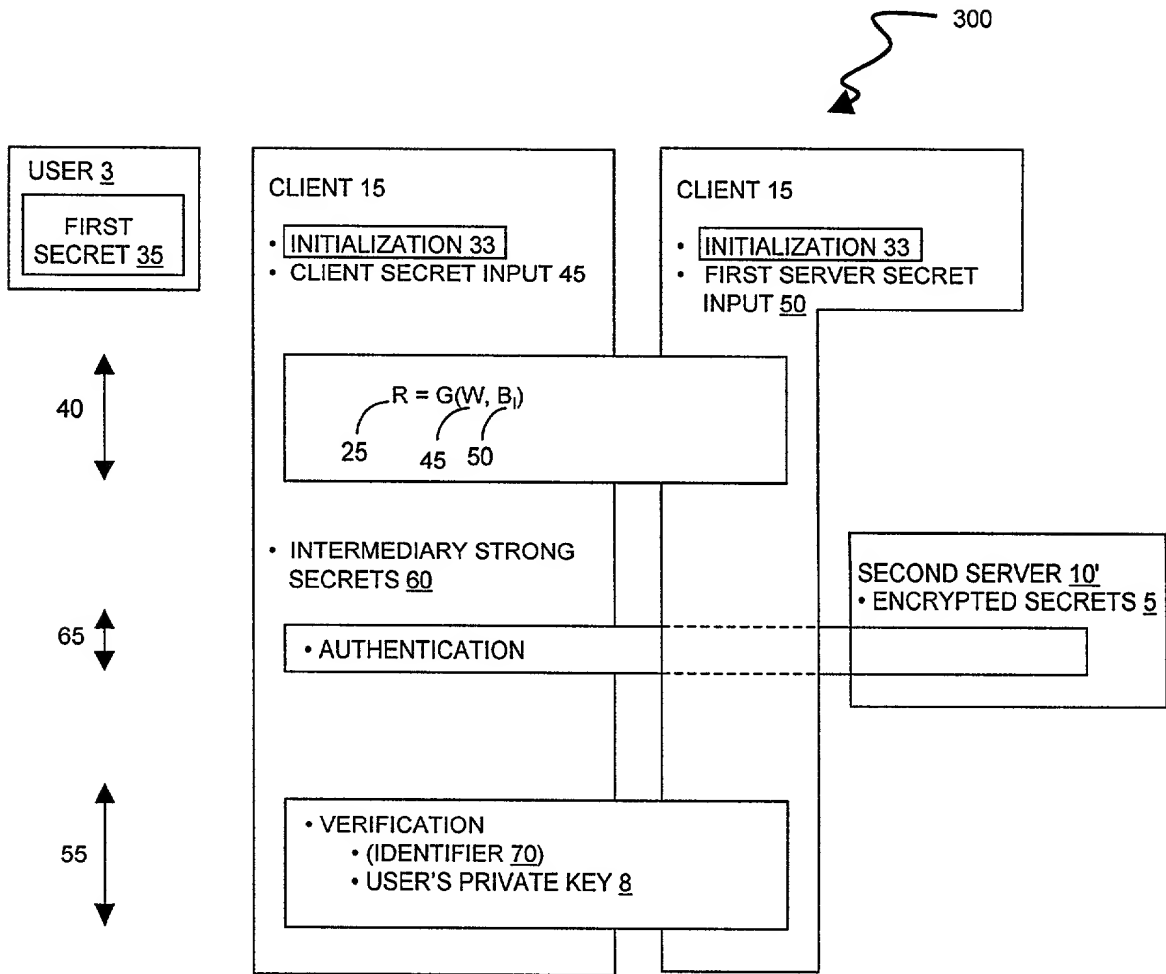 300
USER 3
FIRST
SECRET 35
CLIENT 15
• INITIALIZATION 33
• CLIENT SECRET INPUT 45
CLIENT 15
• INITIALIZATION 33
• FIRST SERVER SECRET
INPUT 50
40
R = G(W, BI)
25
45
50
• INTERMEDIARY STRONG
SECRETS 60
SECOND SERVER 10'
• ENCRYPTED SECRETS 5
65
• AUTHENTICATION
55
• VERIFICATION
• (IDENTIFIER 70)
• USER'S PRIVATE KEY 8